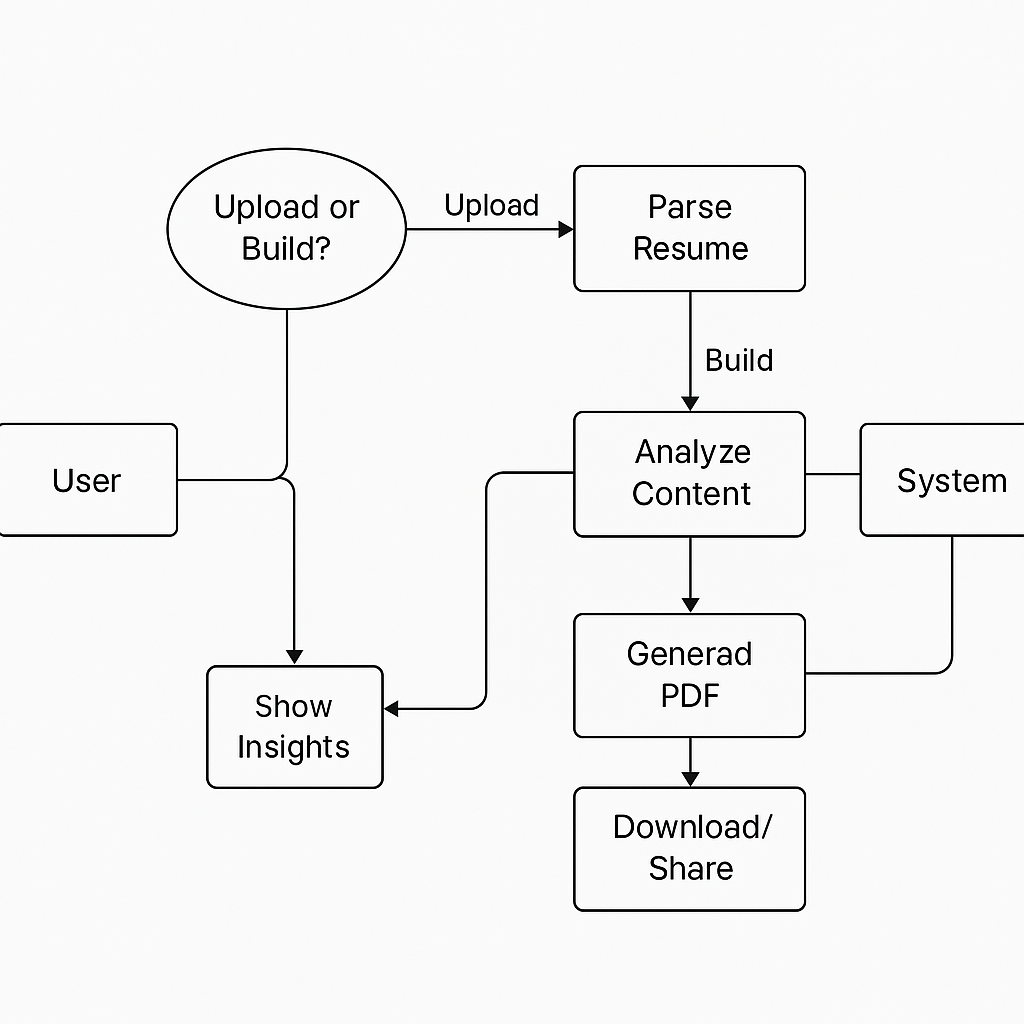 Upload or
Build?
Upload
Parse
Resume
Build
User
Analyze
Content
System
Generad
PDF
Show
Insights
Download/
Share